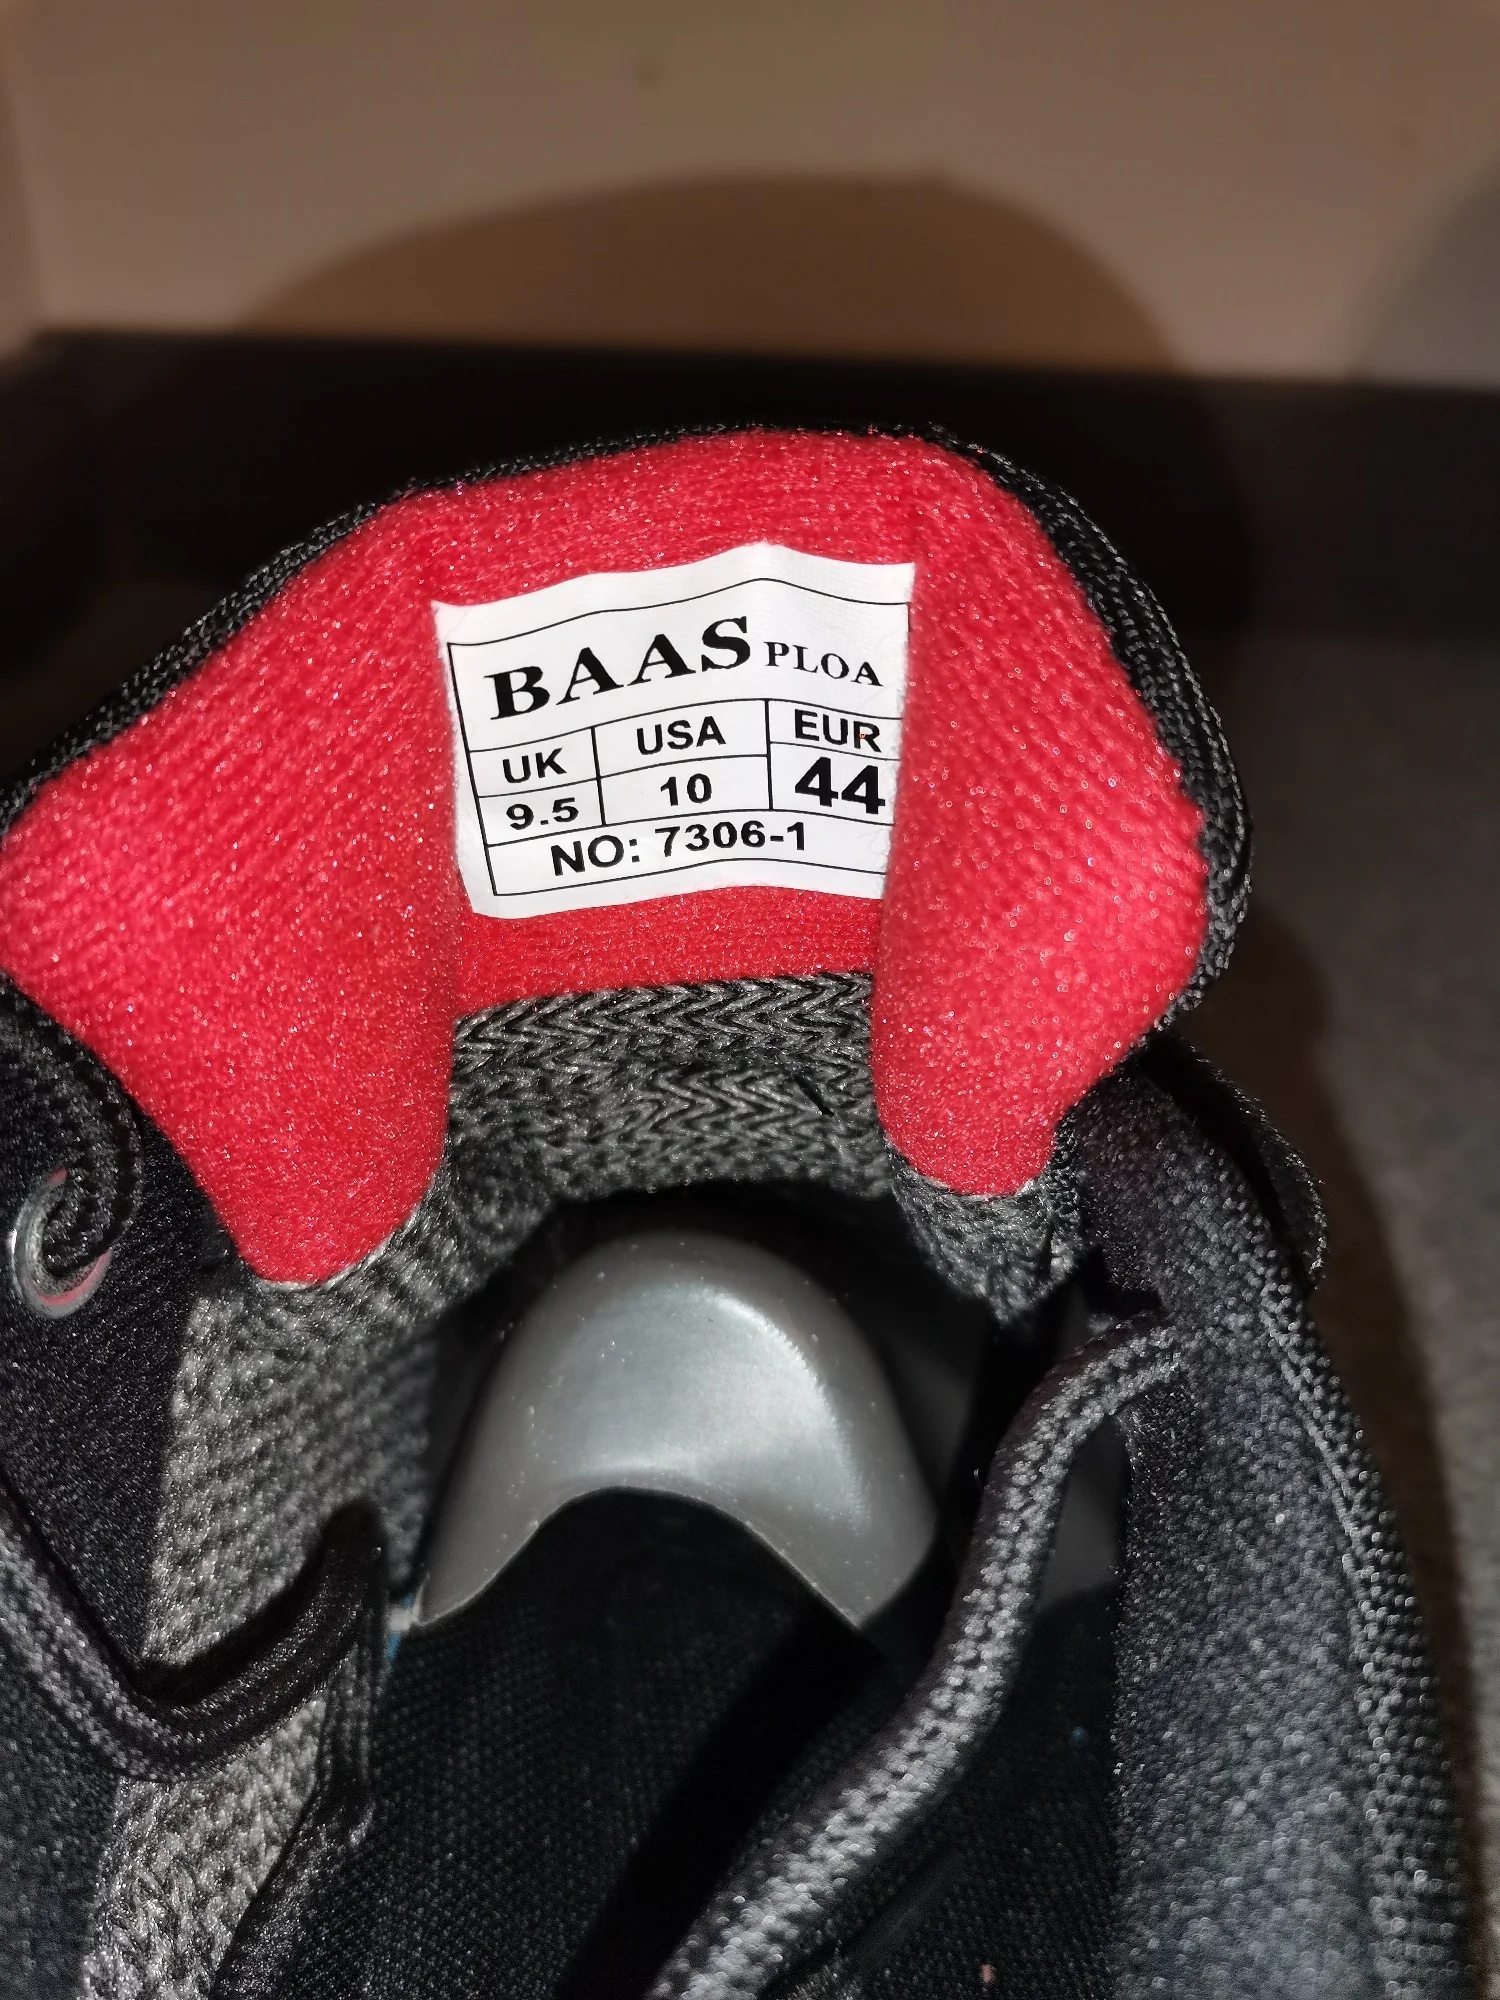 BAAS PLOA
UK USA EUR
9.5 10 44
NO: 7306-1